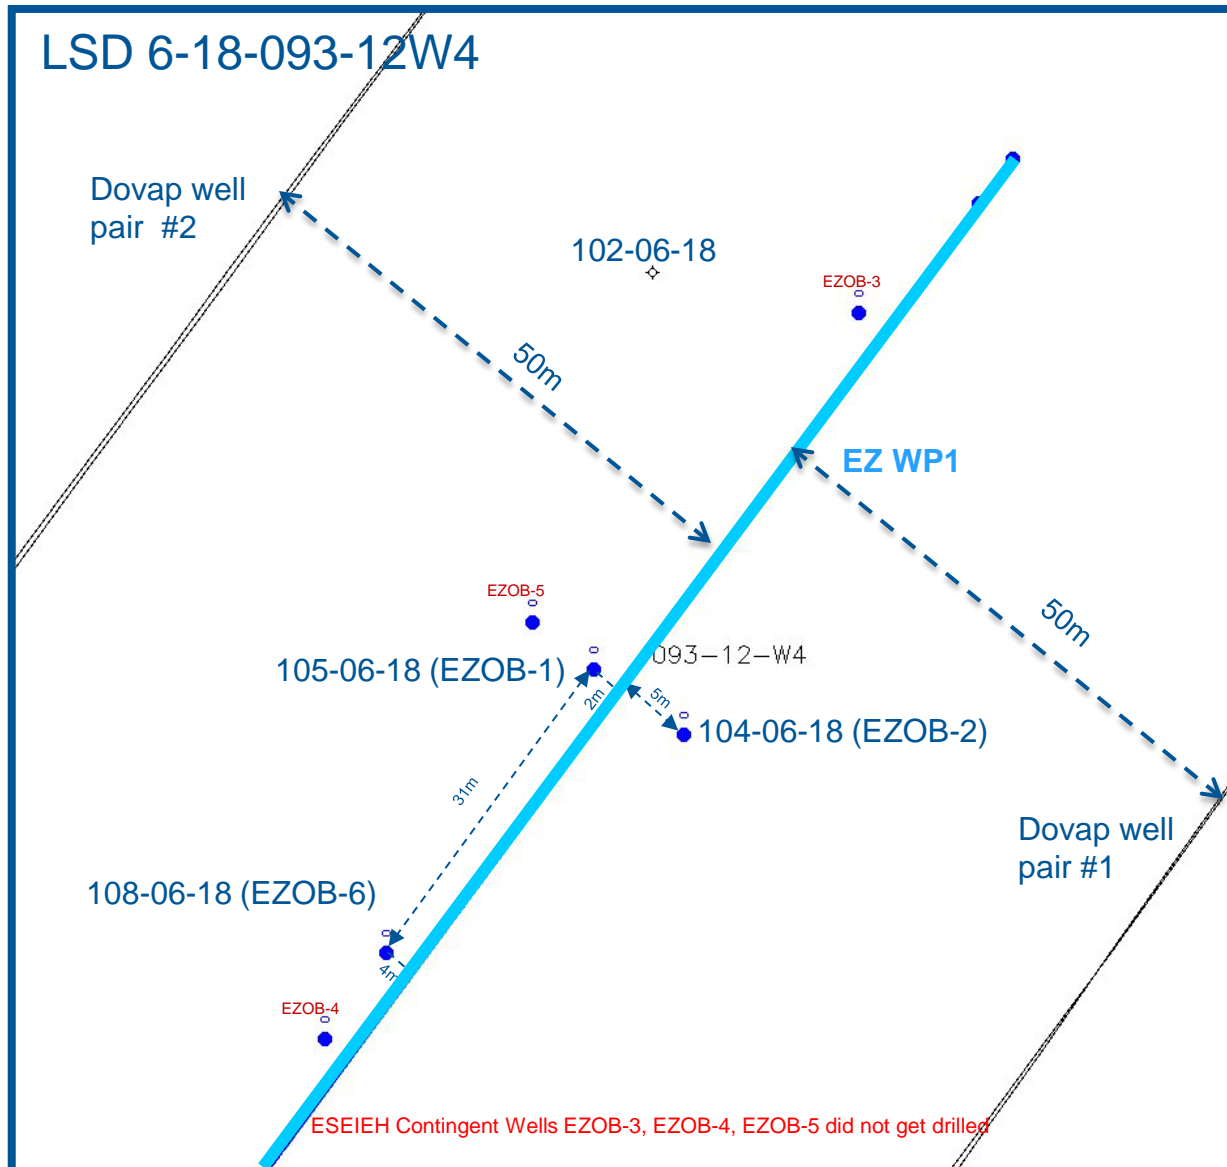 LSD 6-18-093-12W4
Dovap well
pair #2
102-06-18
EZOB-3
50m
EZ WP1
EZOB-5
50m
093-12-W4
105-06-18 (EZOB-1)
2m
5m
104-06-18 (EZOB-2)
31m
Dovap well
pair #1
108-06-18 (EZOB-6)
4m
EZOB-4
ESEIEH Contingent Wells EZOB-3, EZOB-4, EZOB-5 did not get drilled